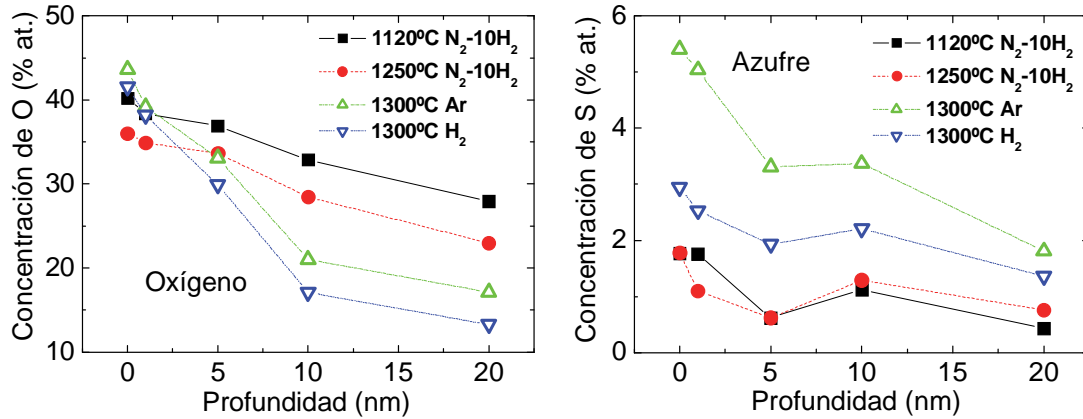 50
40
30
20
10
Concentración de O (% at.)
1120ºC N₂-10H₂
1250ºC N₂-10H₂
1300ºC Ar
1300ºC H₂
Oxígeno
0 5 10 15 20
Profundidad (nm)
6
4
2
0
Concentración de S (% at.)
Azufre
1120ºC N₂-10H₂
1250ºC N₂-10H₂
1300ºC Ar
1300ºC H₂
0 5 10 15 20
Profundidad (nm)